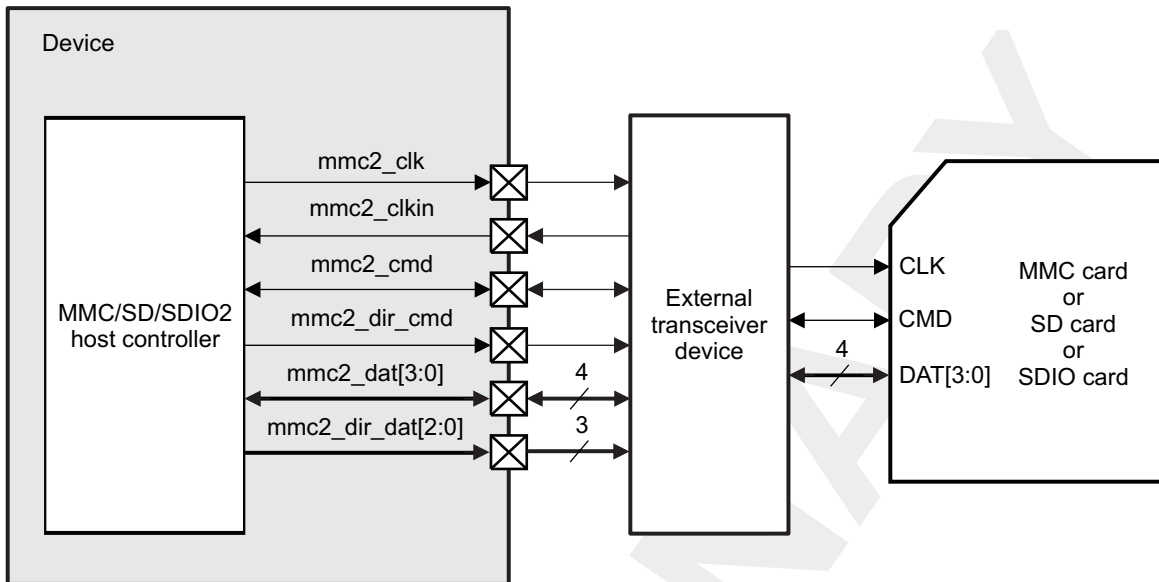 Device
MMC/SD/SDIO2
host controller
mmc2_clk
mmc2_clkin
mmc2_cmd
mmc2_dir_cmd
mmc2_dat[3:0]
mmc2_dir_dat[2:0]
4
3
External
transceiver
device
4
CLK
CMD
DAT[3:0]
MMC card
or
SD card
or
SDIO card